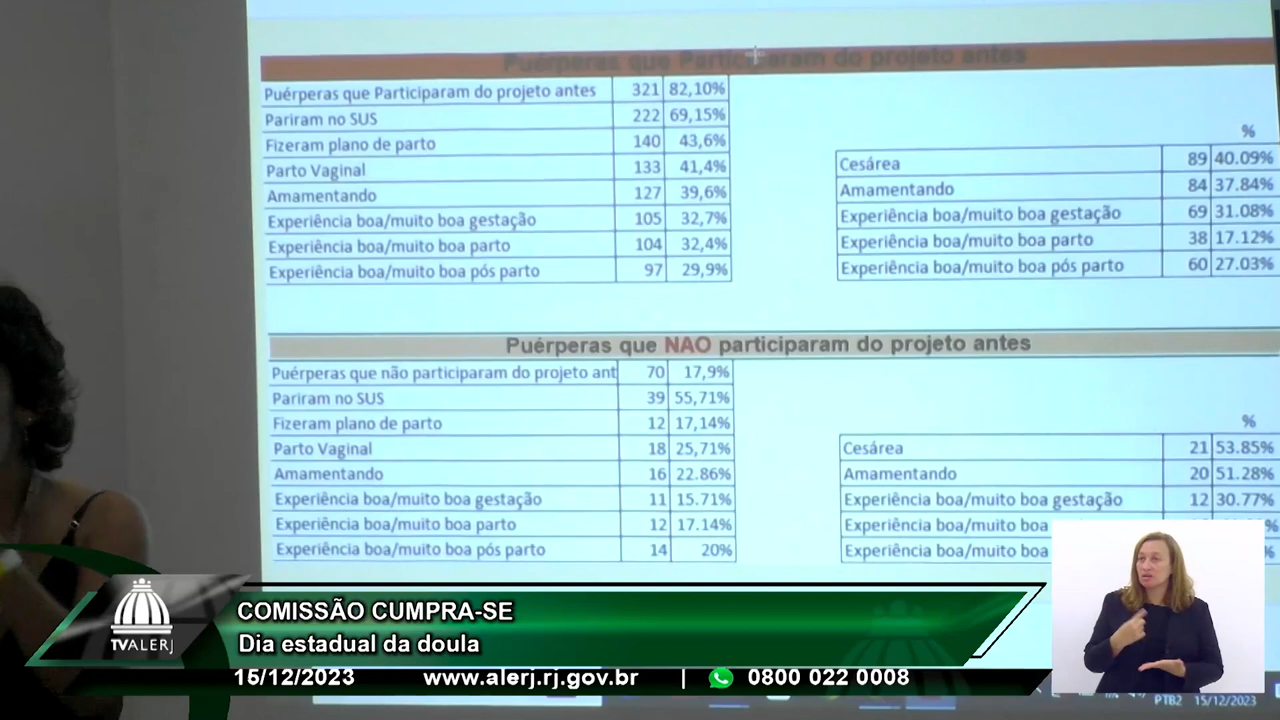 Puérperas que Participaram do projeto antes
Puérperas que Participaram do projeto antes 321 82,10%
Pariram no SUS 222 69,15%
Fizeram plano de parto 140 43,6%
Parto Vaginal 133 41,4%
Amamentando 127 39,6%
Experiência boa/muito boa gestação 105 32,7%
Experiência boa/muito boa parto 104 32,4%
Experiência boa/muito boa pós parto 97 29,9%
%
Cesárea 89 40.09%
Amamentando 84 37.84%
Experiência boa/muito boa gestação 69 31.08%
Experiência boa/muito boa parto 38 17.12%
Experiência boa/muito boa pós parto 60 27.03%
Puérperas que NAO participaram do projeto antes
Puérperas que não participaram do projeto ant 70 17,9%
Pariram no SUS 39 55,71%
Fizeram plano de parto 12 17,14%
Parto Vaginal 18 25,71%
Amamentando 16 22.86%
Experiência boa/muito boa gestação 11 15.71%
Experiência boa/muito boa parto 12 17.14%
Experiência boa/muito boa pós parto 14 20%
%
Cesárea 21 53.85%
Amamentando 20 51.28%
Experiência boa/muito boa gestação 12 30.77%
Experiência boa/muito boa
Experiência boa/muito boa
TVALERJ
COMISSÃO CUMPRA-SE
Dia estadual da doula
15/12/2023 www.alerj.rj.gov.br | 0800 022 0008
PTB2 15/12/2023